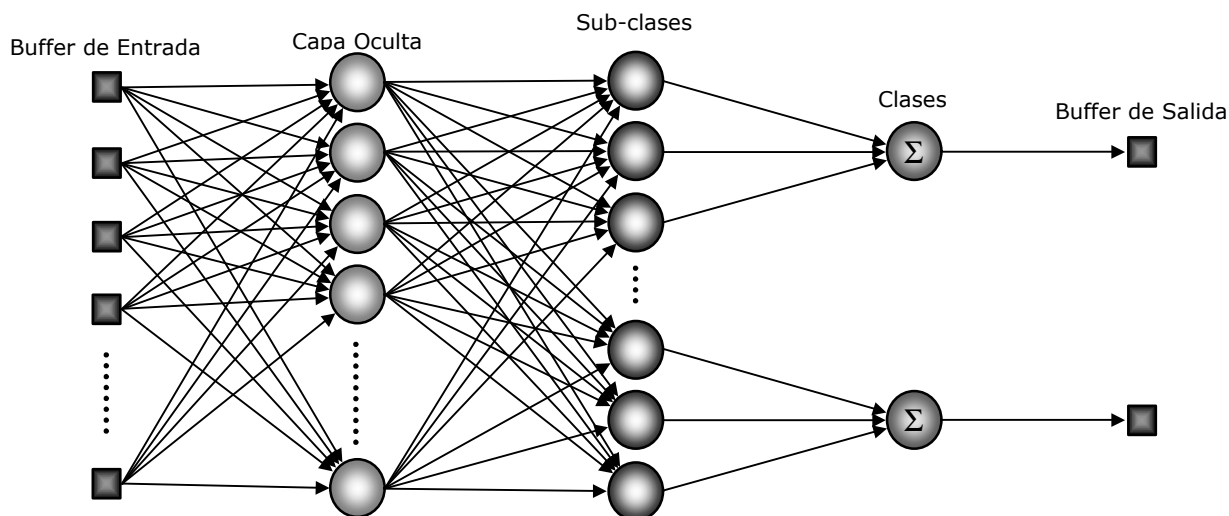 Buffer de Entrada
Capa Oculta
Sub-clases
Clases
Buffer de Salida
Σ
Σ